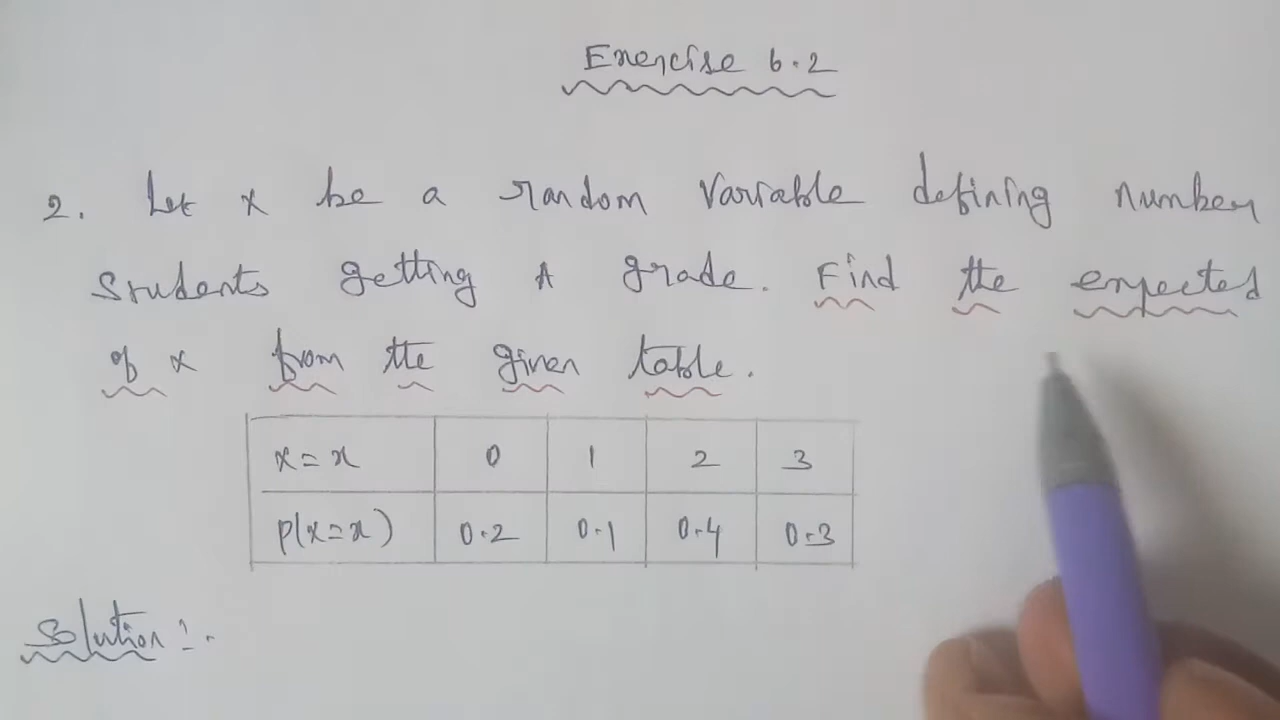 Exercise 6.2
2. Let x be a random variable defining number
students getting A grade. Find the expected
of x from the given table.
x = x 0 1 2 3
P(x=x) 0.2 0.1 0.4 0.3
Solution:-